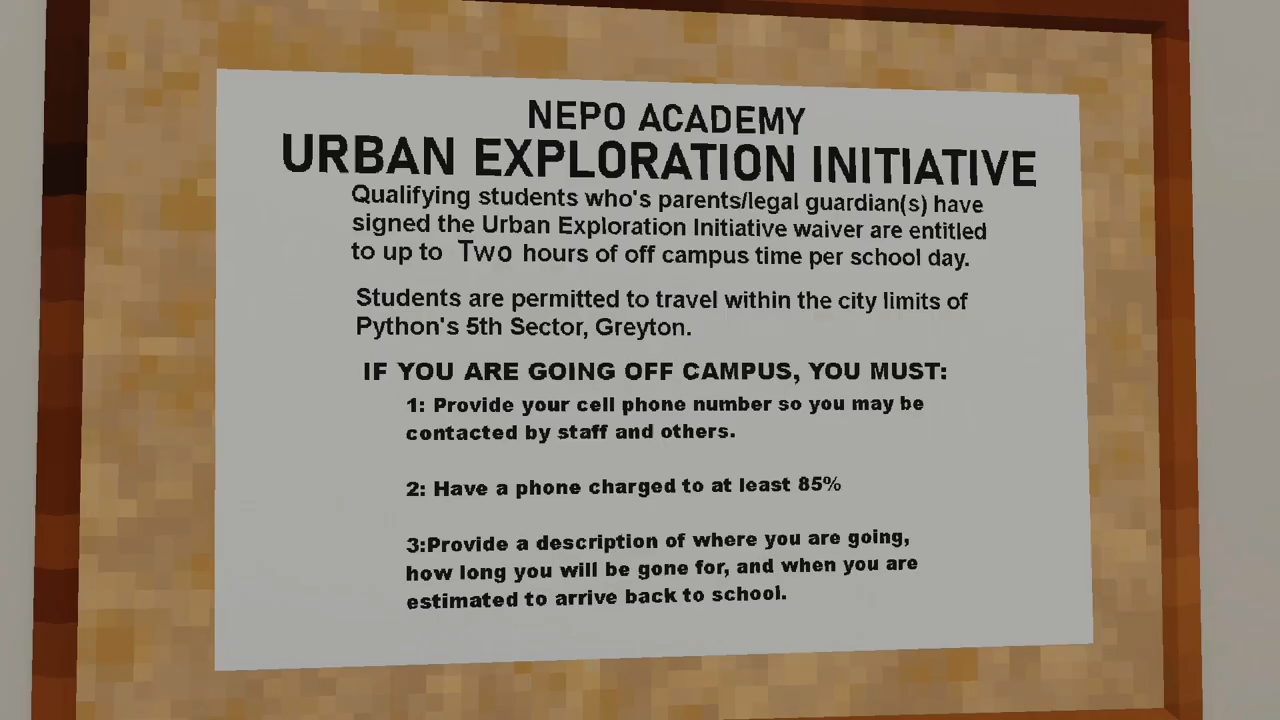 NEPO ACADEMY
URBAN EXPLORATION INITIATIVE
Qualifying students who's parents/legal guardian(s) have
signed the Urban Exploration Initiative waiver are entitled
to up to Two hours of off campus time per school day.
Students are permitted to travel within the city limits of
Python's 5th Sector, Greyton.
IF YOU ARE GOING OFF CAMPUS, YOU MUST:
1: Provide your cell phone number so you may be
contacted by staff and others.
2: Have a phone charged to at least 85%
3:Provide a description of where you are going,
how long you will be gone for, and when you are
estimated to arrive back to school.